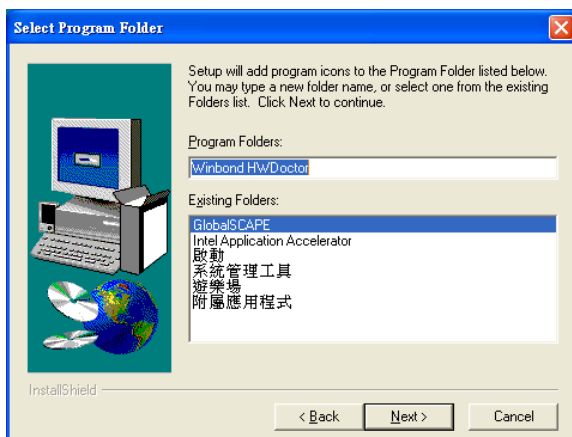 Select Program Folder
Setup will add program icons to the Program Folder listed below.
You may type a new folder name, or select one from the existing
Folders list.  Click Next to continue.
Program Folders:
Winbond HWDoctor
Existing Folders:
GlobalSCAPE
Intel Application Accelerator
啟動
系統管理工具
遊樂場
附屬應用程式
InstallShield
< Back
Next >
Cancel